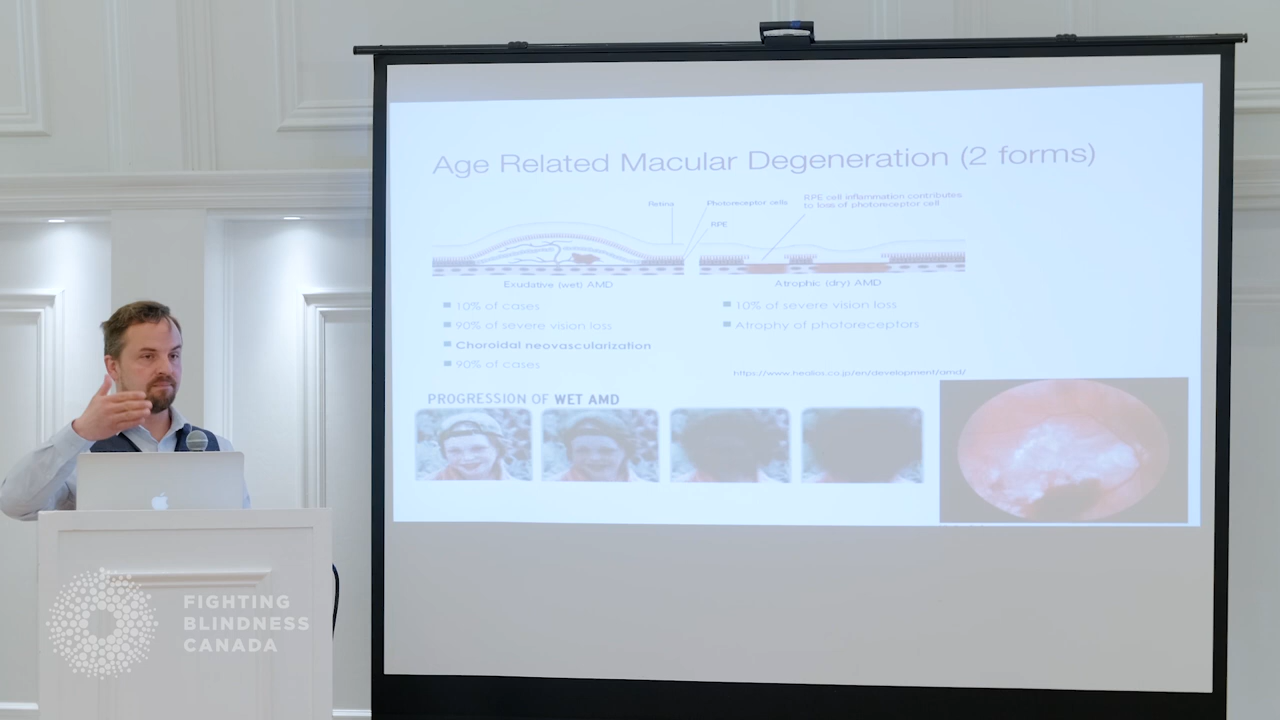 Age Related Macular Degeneration (2 forms)
Retina
Photoreceptor cells
RPE
RPE cell inflammation contributes
to loss of photoreceptor cell
Exudative (wet) AMD
Atrophic (dry) AMD
10% of cases
90% of severe vision loss
Choroidal neovascularization
90% of cases
10% of severe vision loss
Atrophy of photoreceptors
https://www.healios.co.jp/en/development/amd/
PROGRESSION OF WET AMD
FIGHTING
BLINDNESS
CANADA